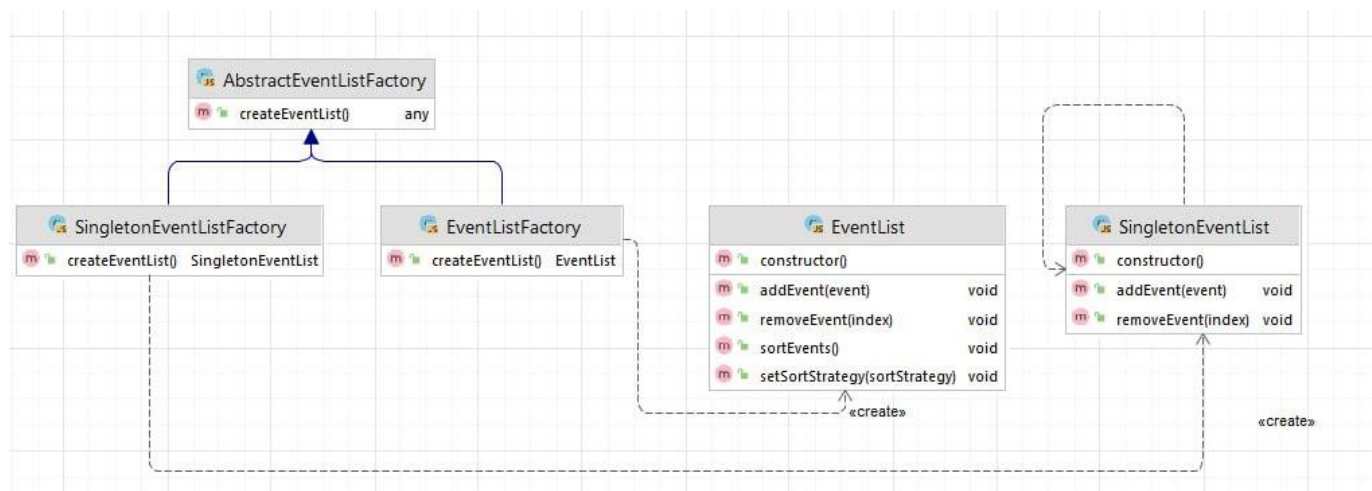 AbstractEventListFactory
createEventList() any
SingletonEventListFactory
createEventList() SingletonEventList
EventListFactory
createEventList() EventList
EventList
constructor()
addEvent(event) void
removeEvent(index) void
sortEvents() void
setSortStrategy(sortStrategy) void
SingletonEventList
constructor()
addEvent(event) void
removeEvent(index) void
«create»
«create»